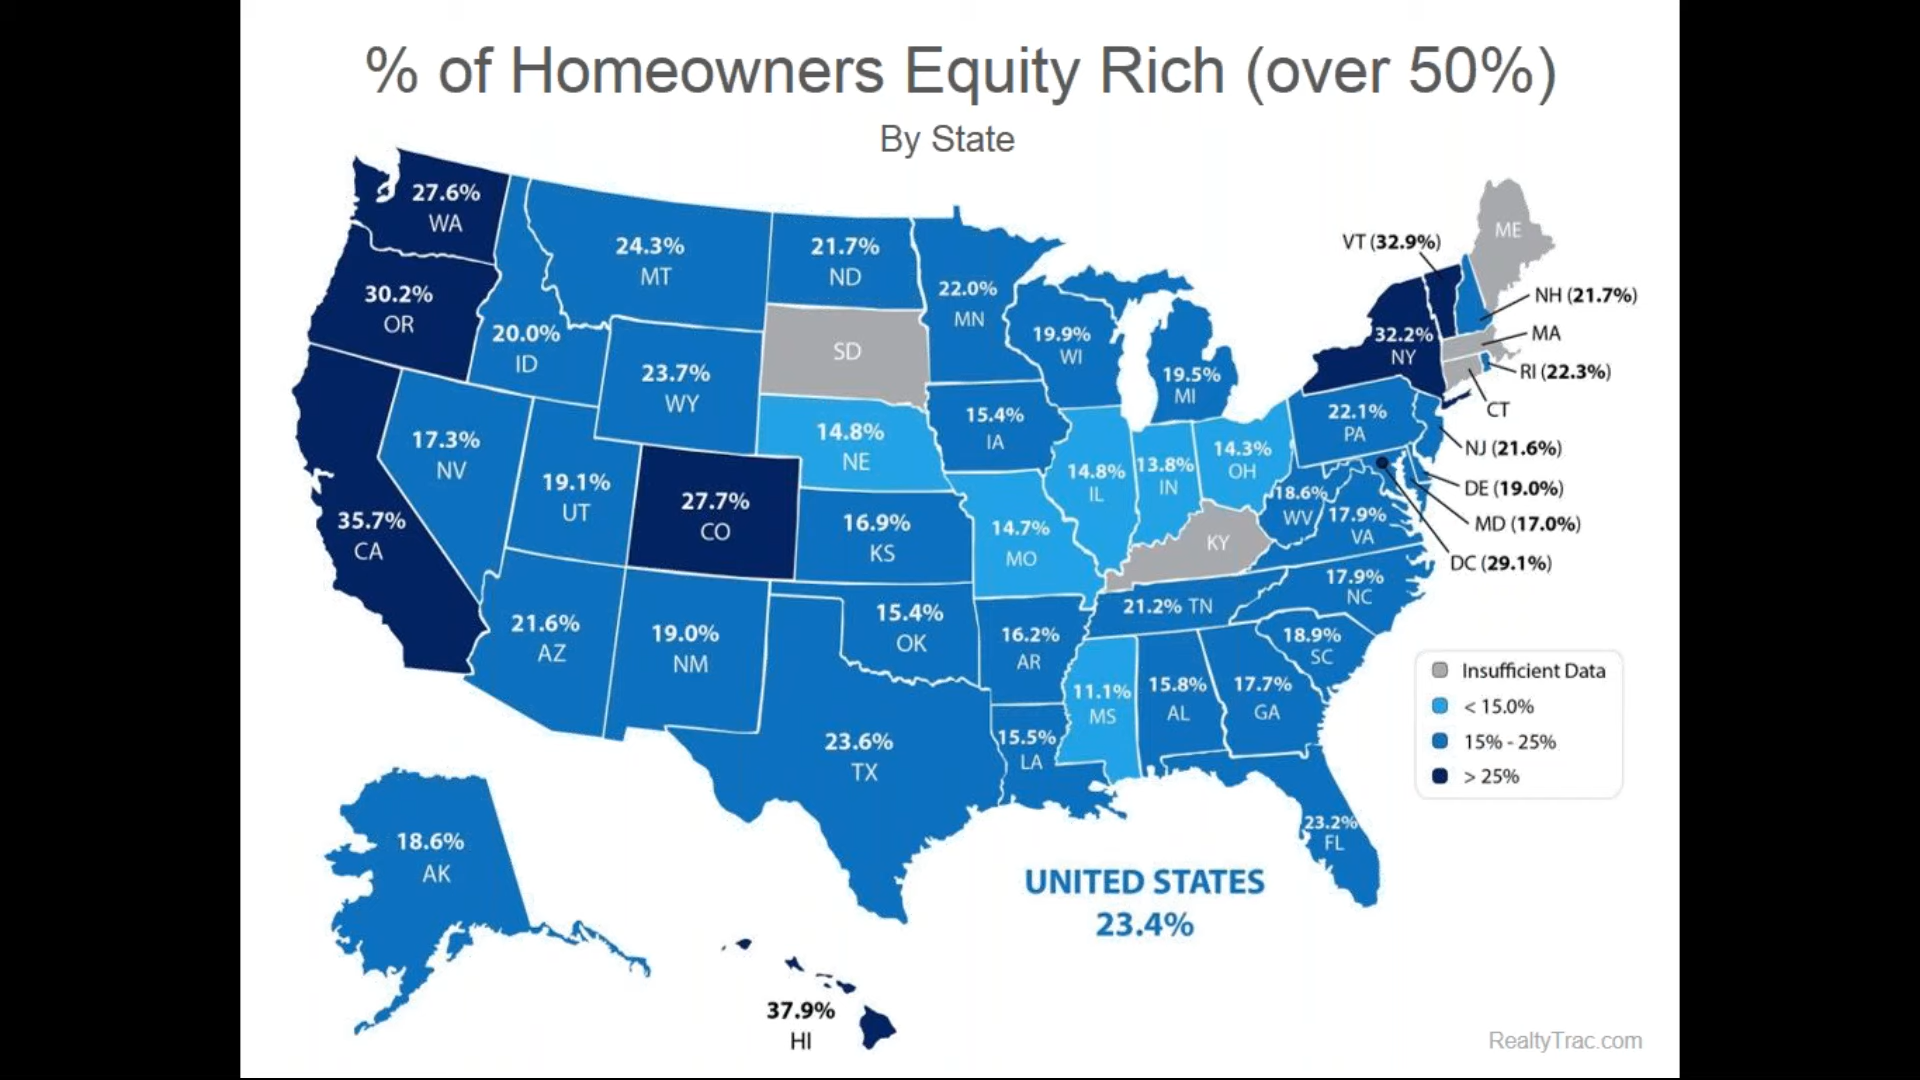 % of Homeowners Equity Rich (over 50%)
By State
27.6%
WA
30.2%
OR
35.7%
CA
17.3%
NV
20.0%
ID
24.3%
MT
23.7%
WY
19.1%
UT
27.7%
CO
21.6%
AZ
19.0%
NM
21.7%
ND
SD
14.8%
NE
16.9%
KS
15.4%
OK
23.6%
TX
22.0%
MN
15.4%
IA
14.7%
MO
16.2%
AR
15.5%
LA
19.9%
WI
14.8%
IL
19.5%
MI
13.8%
IN
14.3%
OH
KY
21.2% TN
11.1%
MS
15.8%
AL
17.7%
GA
23.2%
FL
18.9%
SC
17.9%
NC
17.9%
VA
18.6%
WV
22.1%
PA
32.2%
NY
VT (32.9%)
ME
NH (21.7%)
MA
RI (22.3%)
CT
NJ (21.6%)
DE (19.0%)
MD (17.0%)
DC (29.1%)
Insufficient Data
< 15.0%
15% - 25%
> 25%
18.6%
AK
37.9%
HI
UNITED STATES
23.4%
RealtyTrac.com